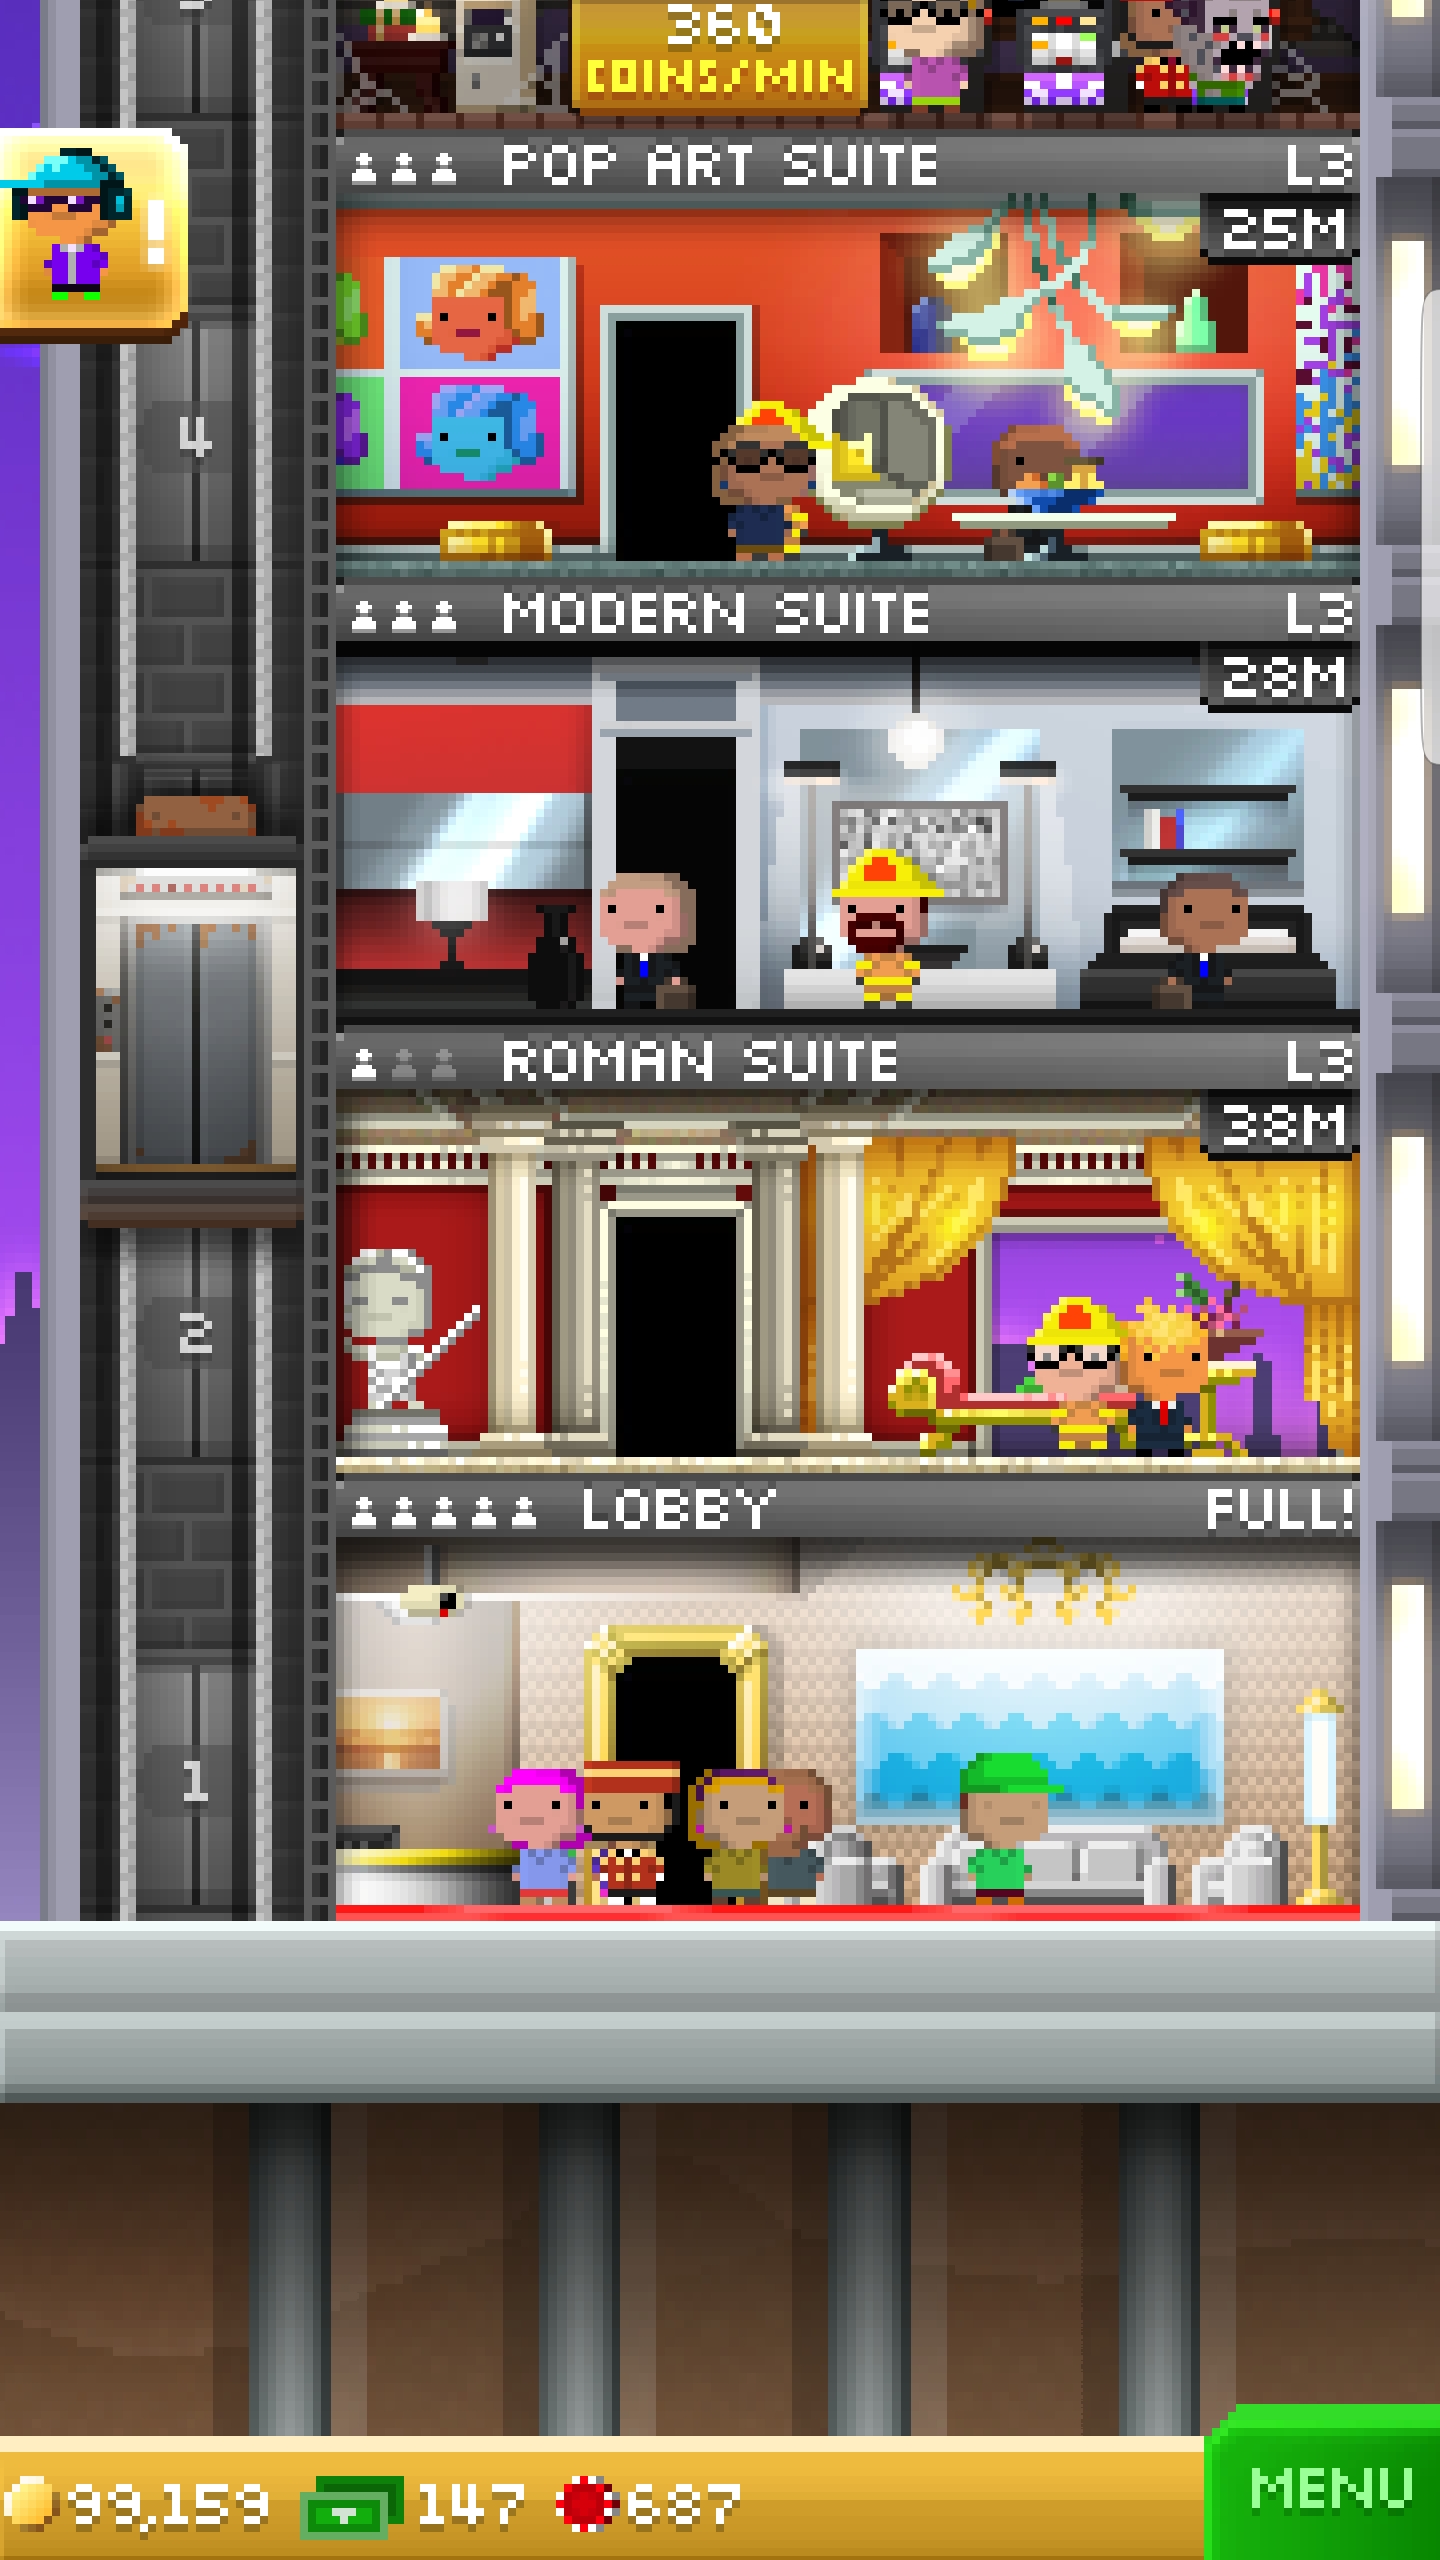 360
COINS/MIN
POP ART SUITE L3
25M
!
4
MODERN SUITE L3
28M
ROMAN SUITE L3
38M
2
LOBBY FULL!
1
99,159 147 687 MENU